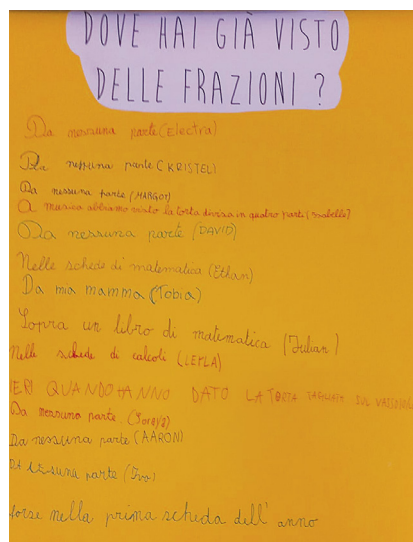 DOVE HAI GIÀ VISTO
DELLE FRAZIONI ?
Da nessuna parte (Electra)
Da nessuna parte (KRISTEL)
Da nessuna parte (MARGOT)
A musica abbiamo visto la torta divisa in quattro parti (Isabelle)
Da nessuna parte (DAVID)
Nelle schede di matematica (Ethan)
Da mia mamma (Tobia)
Sopra un libro di matematica (Julian)
Nelle schede di calcoli (LEYLA)
IERI QUANDO HANNO DATO LA TORTA TAGLIATA SUL
Da nessuna parte. (Soraya)
Da nessuna parte (AARON)
DA nessuna parte (Ivo)
forse nella prima scheda dell' anno